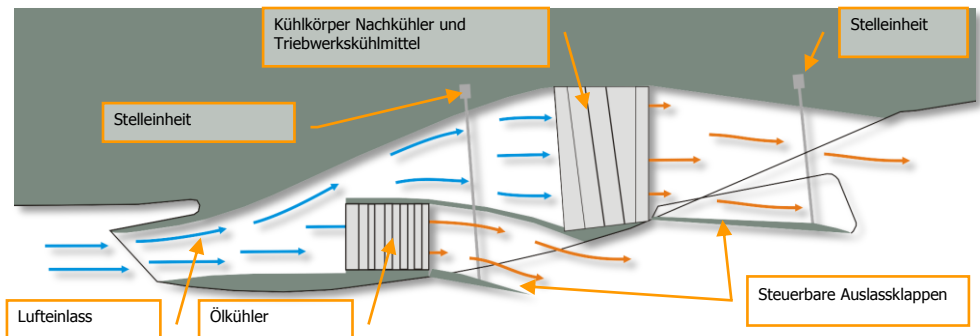 Kühlkörper Nachkühler und
Triebwerkskühlmittel
Stelleinheit
Stelleinheit
Lufteinlass
Ölkühler
Steuerbare Auslassklappen